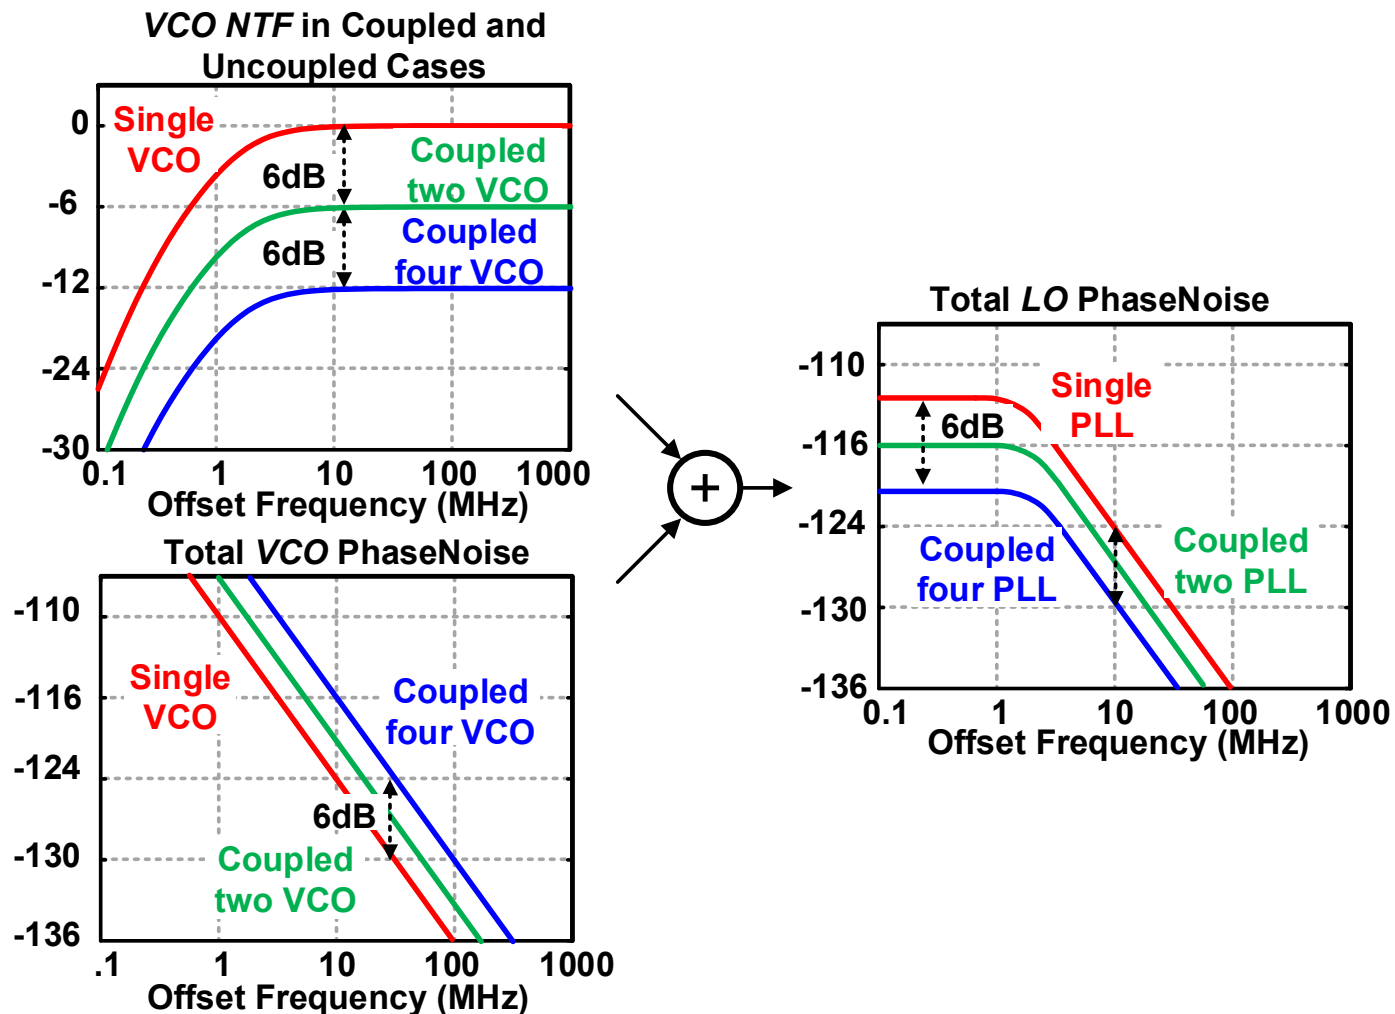 VCO NTF in Coupled and
Uncoupled Cases
0
-6
-12
-24
-30
Single
VCO
6dB
Coupled
two VCO
6dB
Coupled
four VCO
0.1 1 10 100 1000
Offset Frequency (MHz)
Total VCO PhaseNoise
-110
-116
-124
-130
-136
Single
VCO
Coupled
four VCO
6dB
Coupled
two VCO
.1 1 10 100 1000
Offset Frequency (MHz)
+
Total LO PhaseNoise
-110
-116
-124
-130
-136
Single
PLL
6dB
Coupled
four PLL
Coupled
two PLL
0.1 1 10 100 1000
Offset Frequency (MHz)